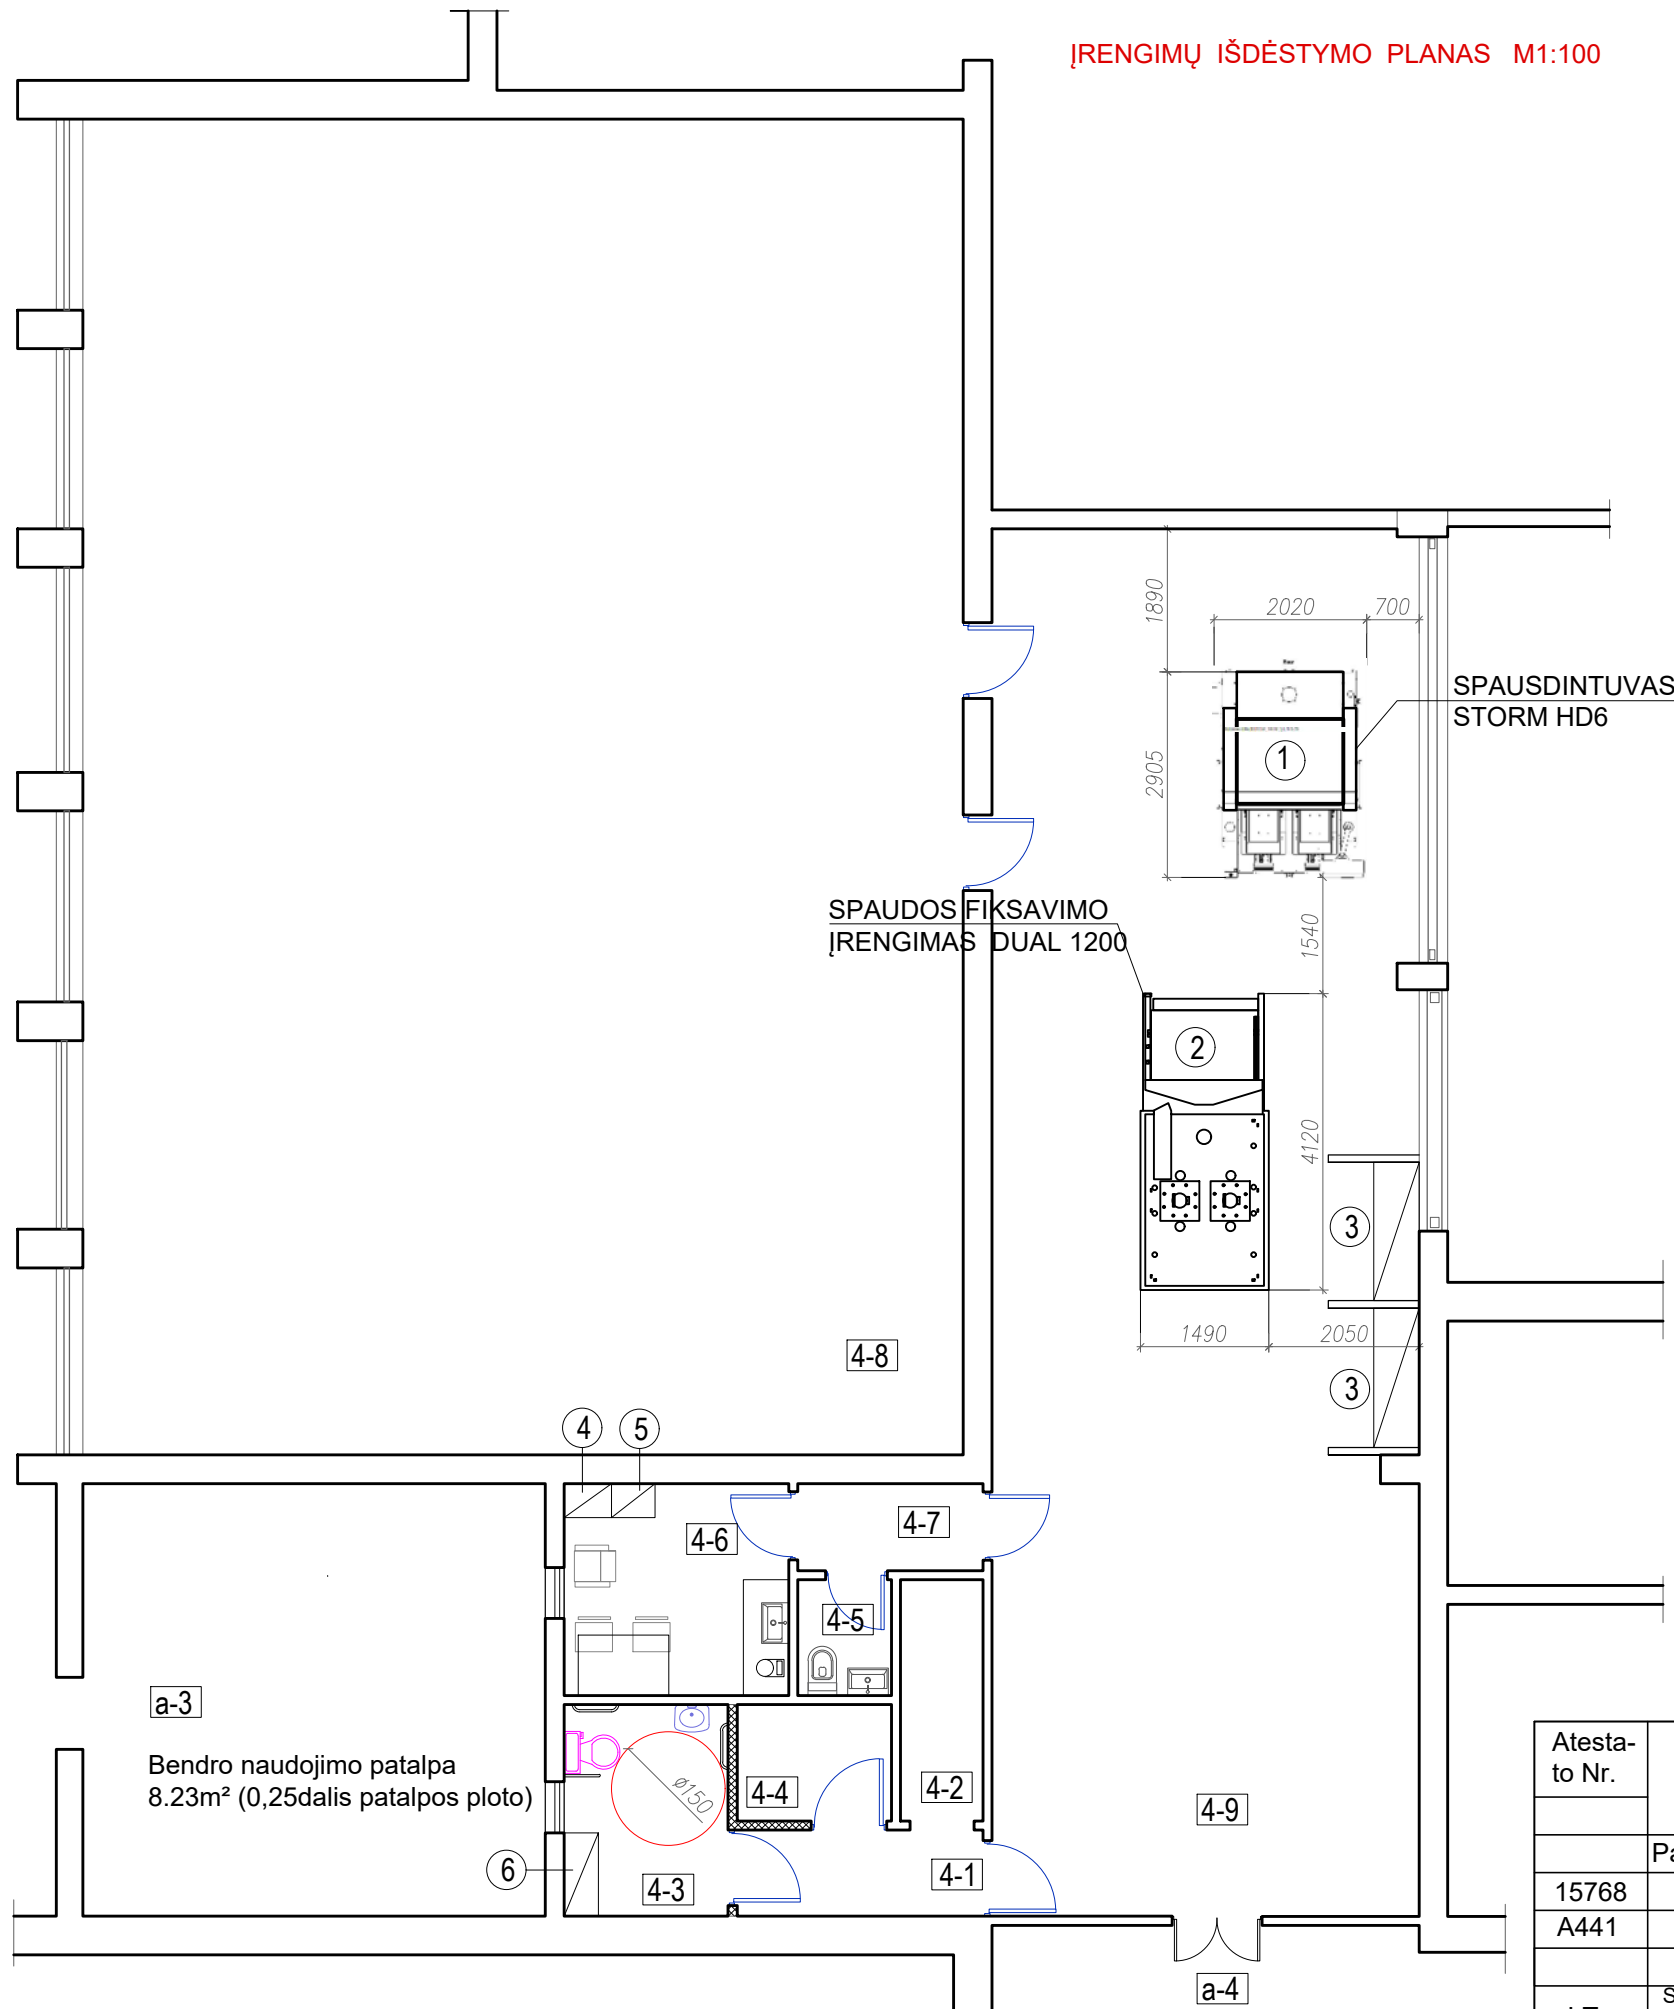 ĮRENGIMŲ IŠDĖSTYMO PLANAS M1:100
1890
2020
700
SPAUSDINTUVAS
STORM HD6
1
2905
SPAUDOS FIKSAVIMO
ĮRENGIMAS DUAL 1200
1540
2
4120
3
1490
2050
4-8
3
4
5
4-7
4-6
4-5
a-3
Bendro naudojimo patalpa
8.23m² (0,25dalis patalpos ploto)
ø150
4-4
4-2
4-9
6
4-3
4-1
a-4
Atesta-
to Nr.
15768
A441